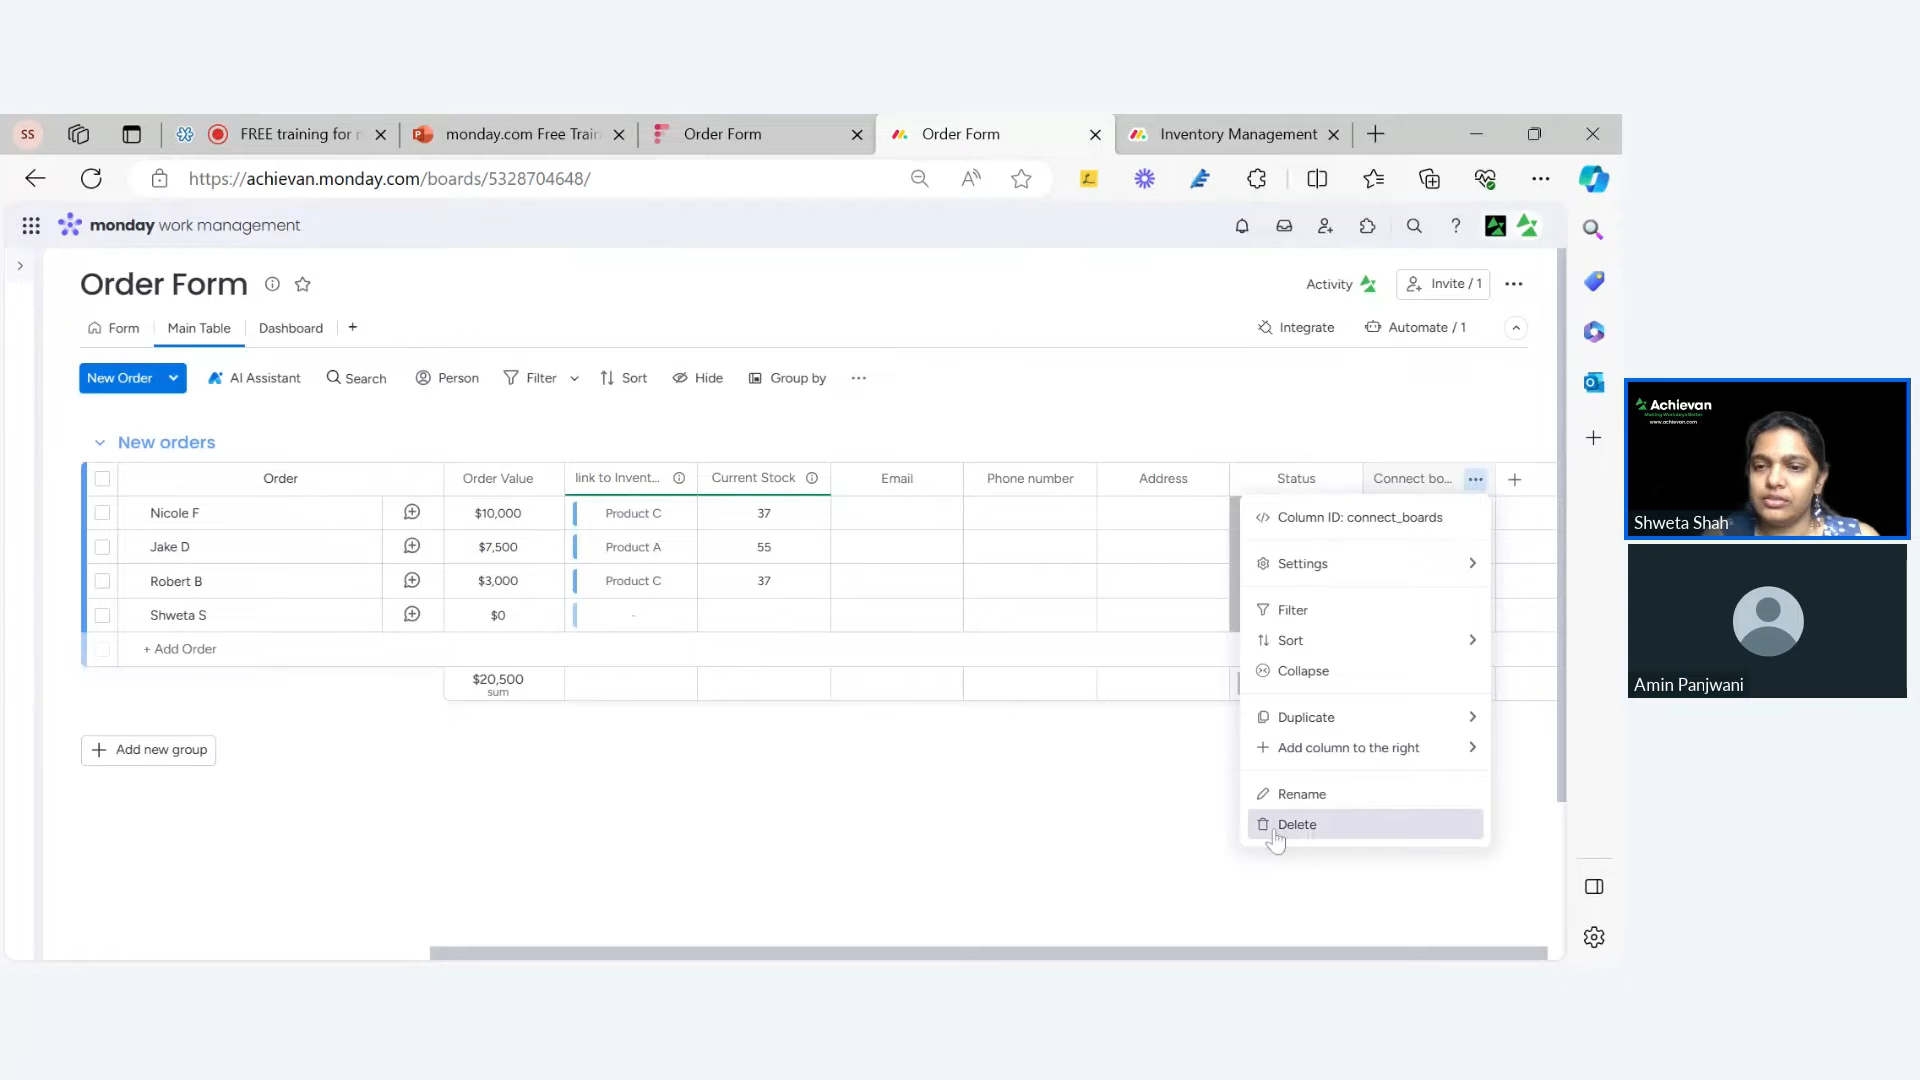 SS
FREE training for
monday.com Free Train
Order Form
Order Form
Inventory Management
https://achievan.monday.com/boards/5328704648/
monday work management
Order Form
Activity
Invite / 1
Form
Main Table
Dashboard
Integrate
Automate / 1
New Order
AI Assistant
Search
Person
Filter
Sort
Hide
Group by
New orders
Order
Order Value
link to Invent...
Current Stock
Email
Phone number
Address
Status
Connect bo...
Nicole F
$10,000
Product C
37
Jake D
$7,500
Product A
55
Robert B
$3,000
Product C
37
Shweta S
$0
-
+ Add Order
$20,500
sum
+ Add new group
Column ID: connect_boards
Settings
Filter
Sort
Collapse
Duplicate
Add column to the right
Rename
Delete
Achievan
www.achievan.com
Shweta Shah
Amin Panjwani